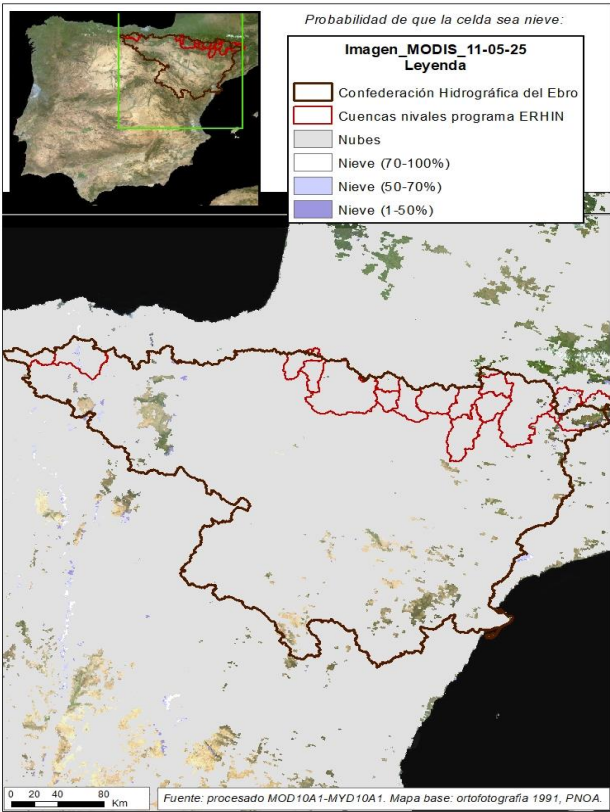 Probabilidad de que la celda sea nieve:
Imagen_MODIS_11-05-25
Leyenda
Confederación Hidrográfica del Ebro
Cuencas nivales programa ERHIN
Nubes
Nieve (70-100%)
Nieve (50-70%)
Nieve (1-50%)
0 20 40 80
Km
Fuente: procesado MOD10A1-MYD10A1. Mapa base: ortofotografia 1991, PNOA.